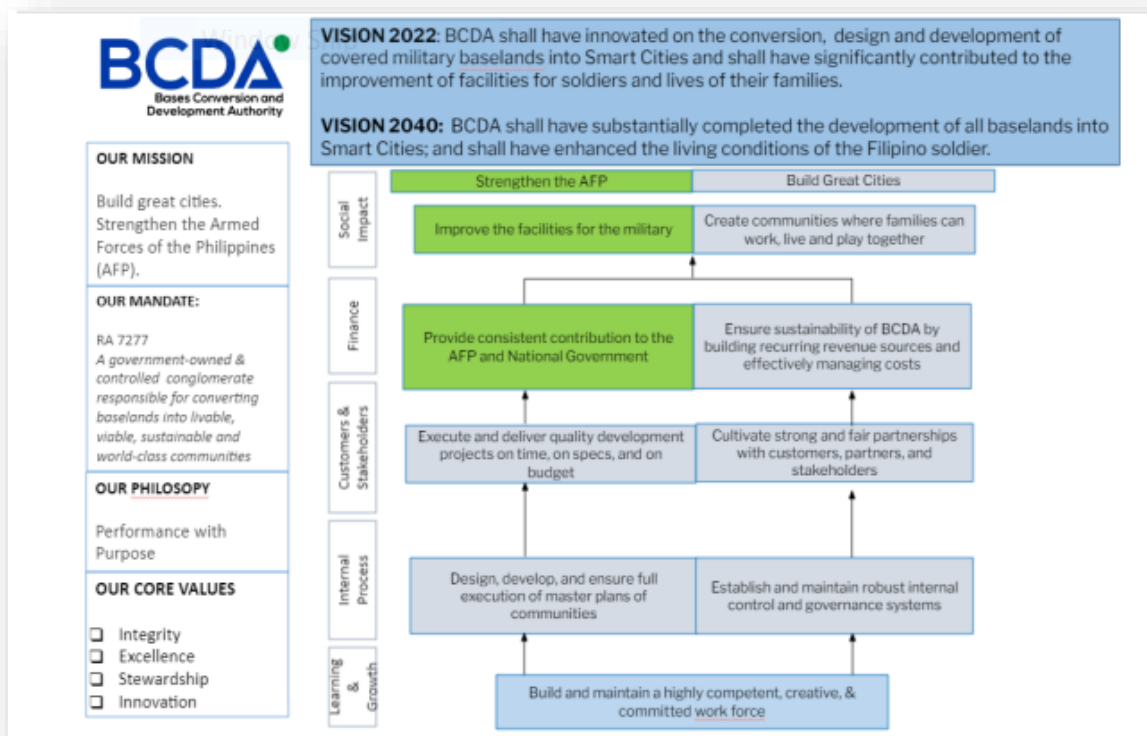 BCDA
Bases Conversion and
Development Authority
VISION 2022: BCDA shall have innovated on the conversion, design and development of
covered military baselands into Smart Cities and shall have significantly contributed to the
improvement of facilities for soldiers and lives of their families.
VISION 2040: BCDA shall have substantially completed the development of all baselands into
Smart Cities; and shall have enhanced the living conditions of the Filipino soldier.
OUR MISSION
Build great cities.
Strengthen the Armed
Forces of the Philippines
(AFP).
OUR MANDATE:
RA 7277
A government-owned &
controlled conglomerate
responsible for converting
baselands into livable,
viable, sustainable and
world-class communities
OUR PHILOSOPY
Performance with
Purpose
OUR CORE VALUES
Integrity
Excellence
Stewardship
Innovation
Strengthen the AFP
Build Great Cities
Social
Impact
Improve the facilities for the military
Create communities where families can
work, live and play together
Finance
Provide consistent contribution to the
AFP and National Government
Ensure sustainability of BCDA by
building recurring revenue sources and
effectively managing costs
Customers &
Stakeholders
Execute and deliver quality development
projects on time, on specs, and on
budget
Cultivate strong and fair partnerships
with customers, partners, and
stakeholders
Internal
Process
Design, develop, and ensure full
execution of master plans of
communities
Establish and maintain robust internal
control and governance systems
Learning
&
Growth
Build and maintain a highly competent, creative, &
committed work force